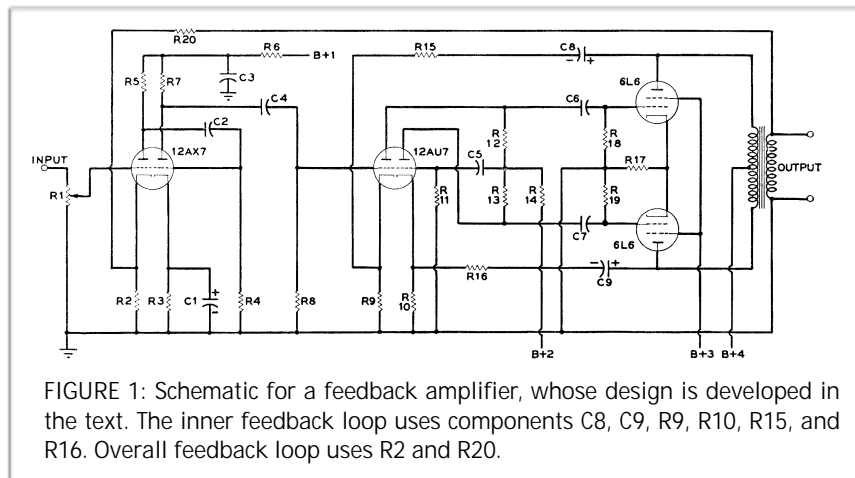 R20
R15
C8
- +
R6
B+1
R5
R7
C3
C4
C2
6L6
C6
R
12
R
18
INPUT
12AX7
12AU7
C5
R17
R1
R
11
R
13
R
14
R
19
OUTPUT
C7
6L6
R16
- +
C9
R2
R3
C1
+
-
R4
R8
R9
R
10
B+2
B+3
B+4
FIGURE 1: Schematic for a feedback amplifier, whose design is developed in
the text. The inner feedback loop uses components C8, C9, R9, R10, R15, and
R16. Overall feedback loop uses R2 and R20.